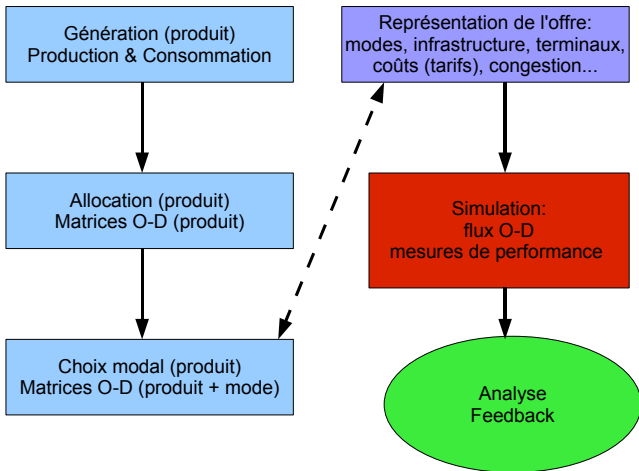 Génération (produit)
Production & Consommation
Allocation (produit)
Matrices O-D (produit)
Choix modal (produit)
Matrices O-D (produit + mode)
Représention de l'offre:
modes, infrastructure, terminaux,
coûts (tarifs), congestion...
Simulation:
flux O-D
mesures de performance
Analyse
Feedback